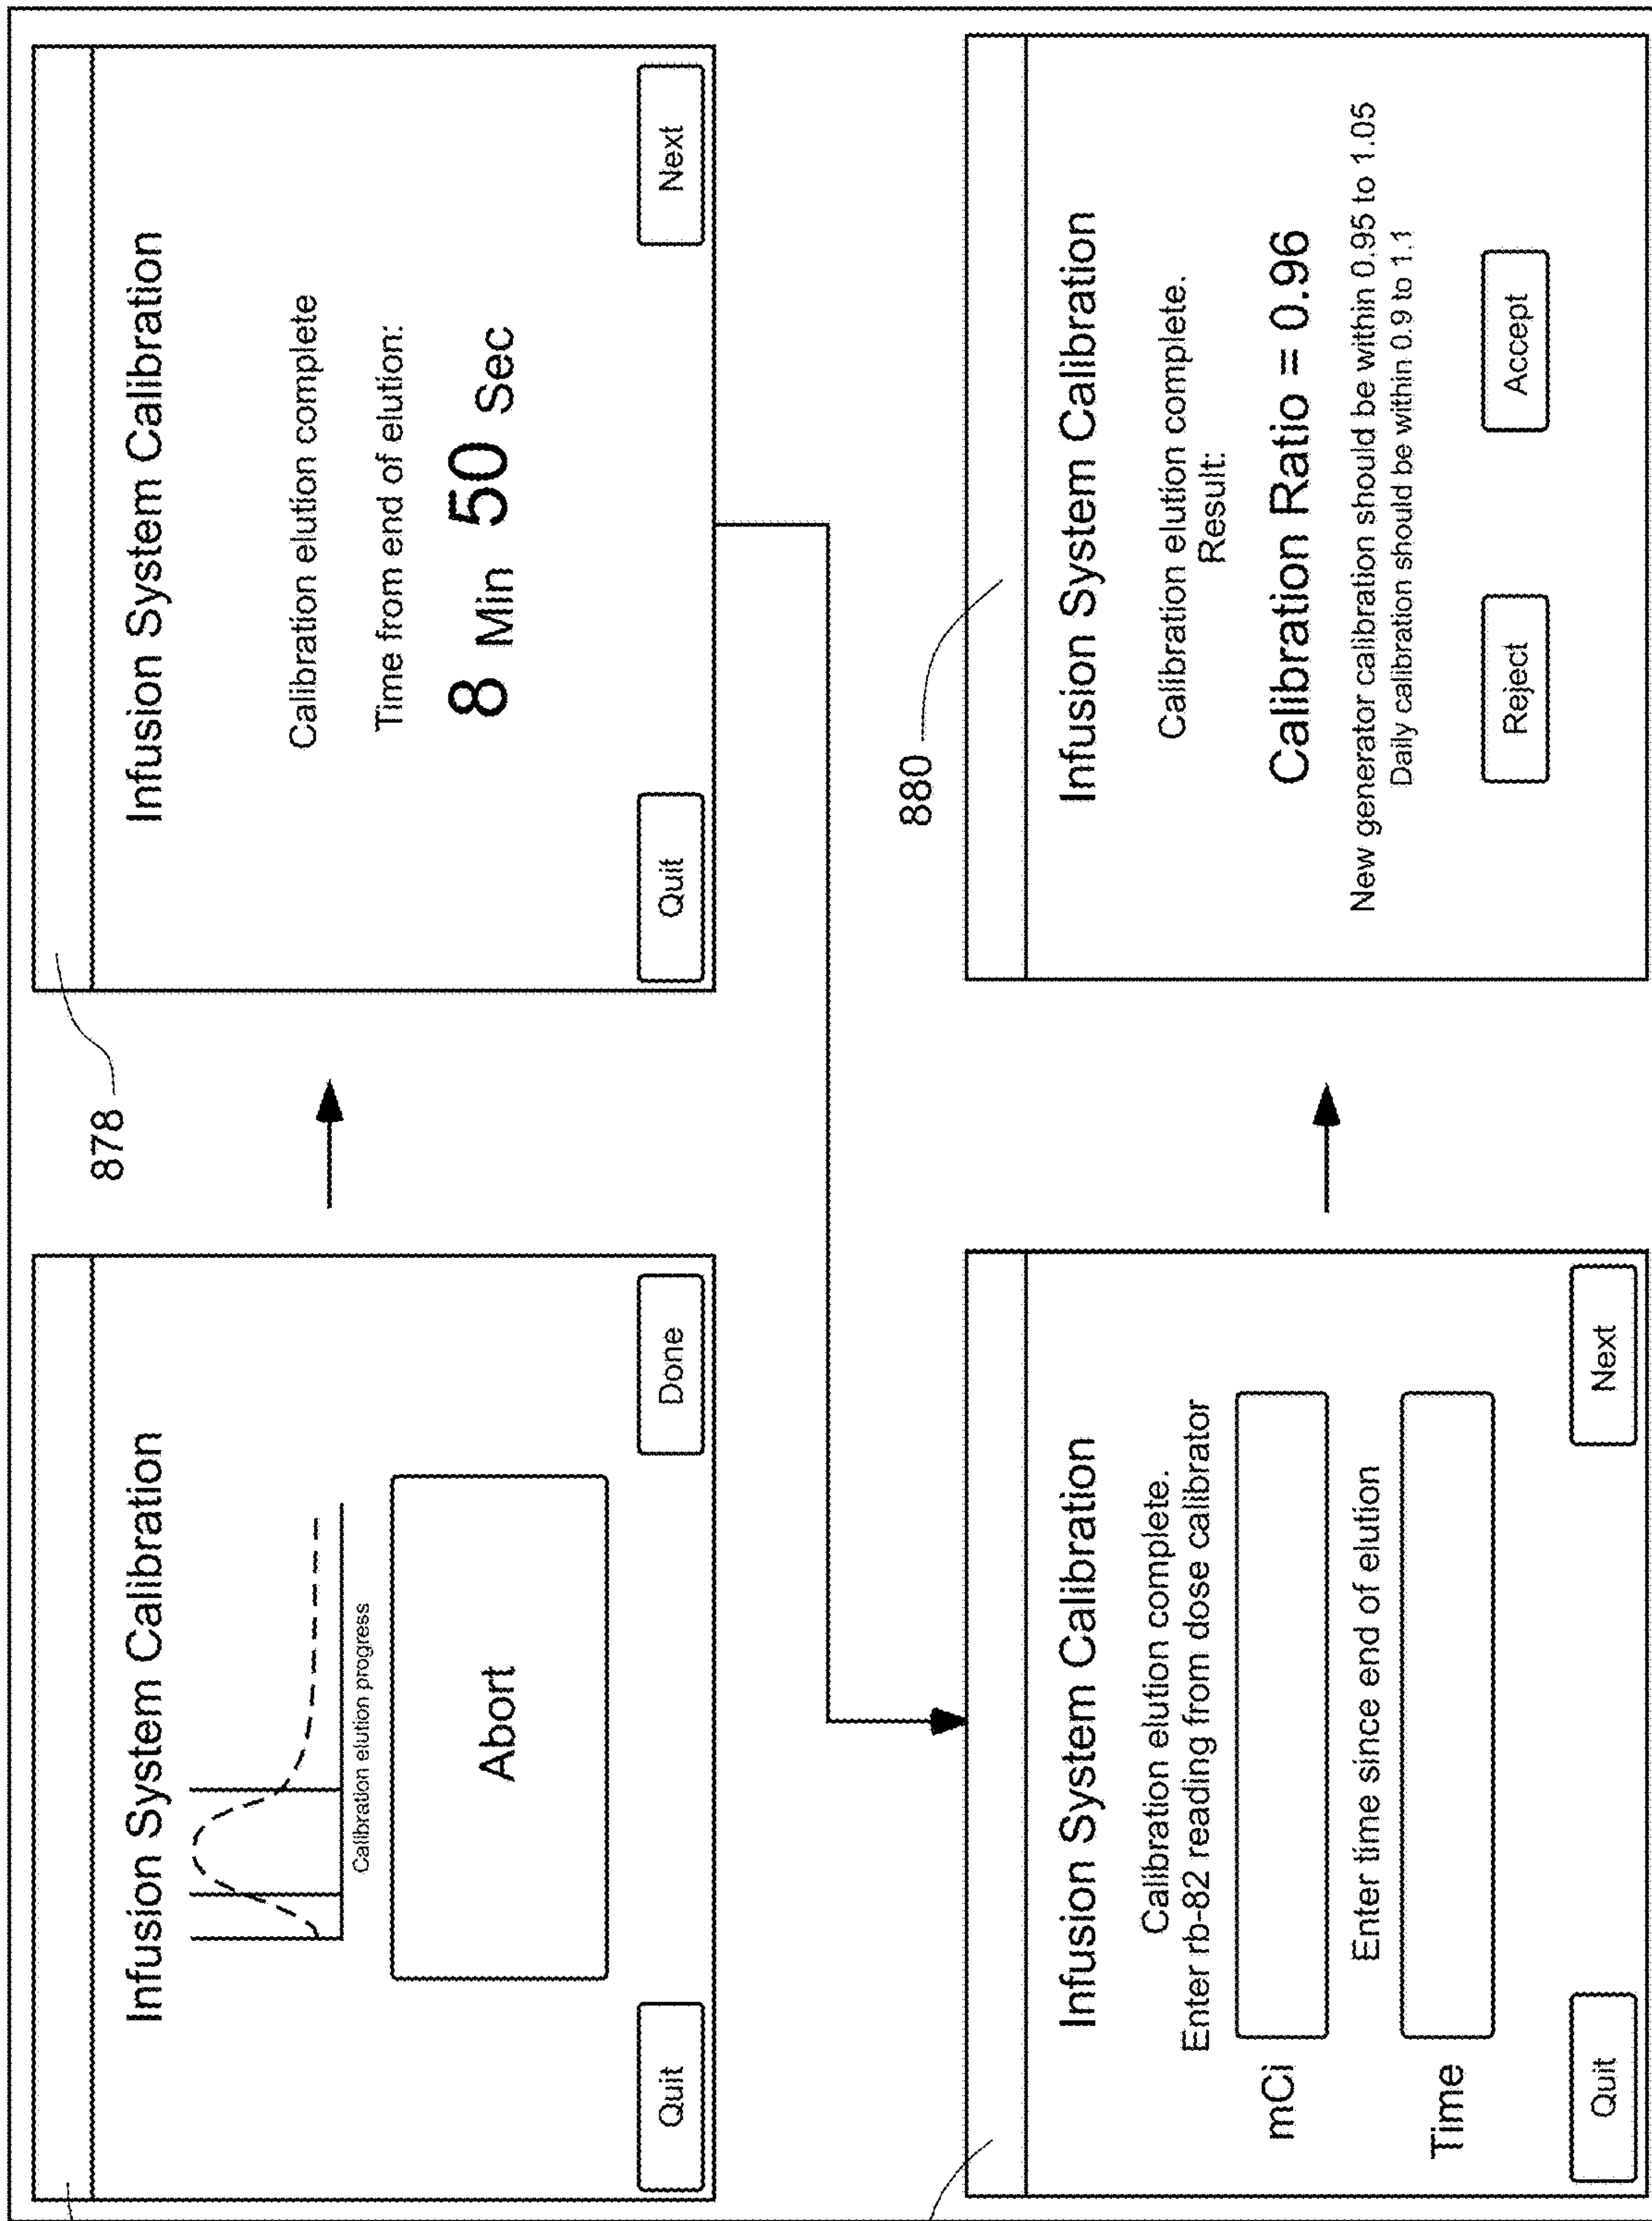 Infusion System Calibration
Calibration elution progress
Abort
Quit
Done
878
Infusion System Calibration
Calibration elution complete
Time from end of elution:
8 Min 50 Sec
Quit
Next
Infusion System Calibration
Calibration elution complete.
Enter rb-82 reading from dose calibrator
mCi
Enter time since end of elution
Time
Quit
Next
880
Infusion System Calibration
Calibration elution complete.
Result:
Calibration Ratio = 0.96
New generator calibration should be within 0.95 to 1.05
Daily calibration should be within 0.9 to 1.1
Reject
Accept